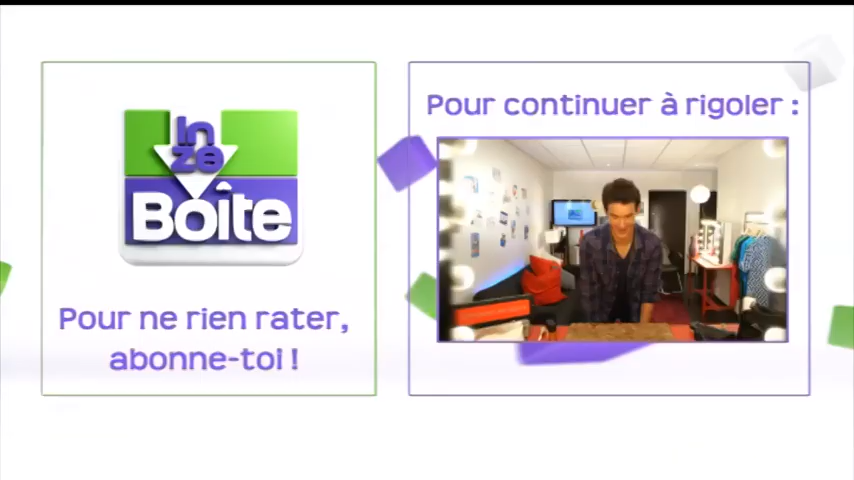 In
ze
Boîte
Pour ne rien rater,
abonne-toi !
Pour continuer à rigoler :